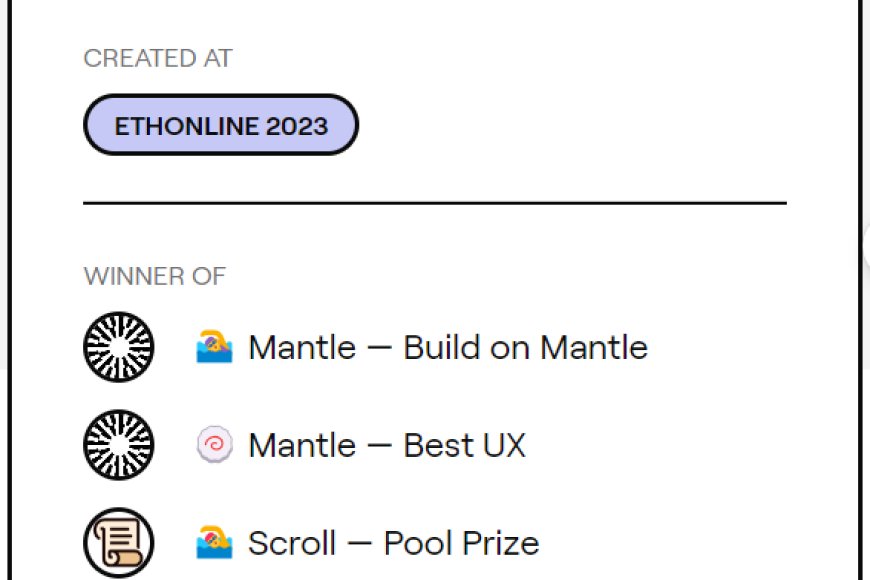 CREATED AT
ETHONLINE 2023
WINNER OF
🏊 Mantle — Build on Mantle
🍥 Mantle — Best UX
🏊 Scroll — Pool Prize